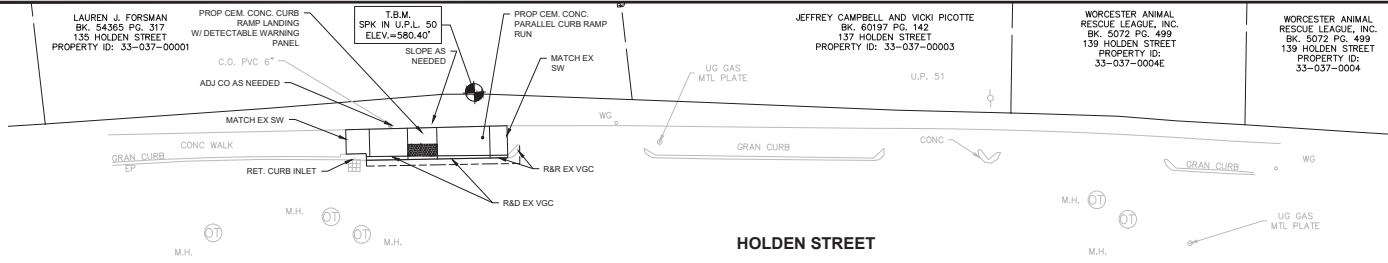 LAUREN J. FORSMAN
BK. 54365 PG. 317
135 HOLDEN STREET
PROPERTY ID: 33-037-00001
PROP CEM. CONC. CURB
RAMP LANDING
W/ DETECTABLE WARNING
PANEL
T.B.M.
SPK IN U.P.L. 50
ELEV.=580.40'
PROP CEM. CONC.
PARALLEL CURB RAMP
RUN
SLOPE AS
NEEDED
MATCH EX
SW
JEFFREY CAMPBELL AND VICKI PICOTTE
BK. 60197 PG. 142
137 HOLDEN STREET
PROPERTY ID: 33-037-00003
WORCESTER ANIMAL
RESCUE LEAGUE, INC.
BK. 5072 PG. 499
139 HOLDEN STREET
PROPERTY ID:
33-037-0004E
WORCESTER ANIMAL
RESCUE LEAGUE, INC.
BK. 5072 PG. 499
139 HOLDEN STREET
PROPERTY ID:
33-037-0004
C.O. PVC 6"
ADJ CO AS NEEDED
MATCH EX SW
UG GAS
MTL PLATE
U.P. 51
WG
CONC WALK
GRAN CURB
EP
RET. CURB INLET
R&R EX VGC
R&D EX VGC
GRAN CURB
CONC
GRAN CURB
WG
M.H.
OT
M.H.
OT
OT
M.H.
HOLDEN STREET
M.H.
OT
OT
M.H.
UG GAS
MTL PLATE